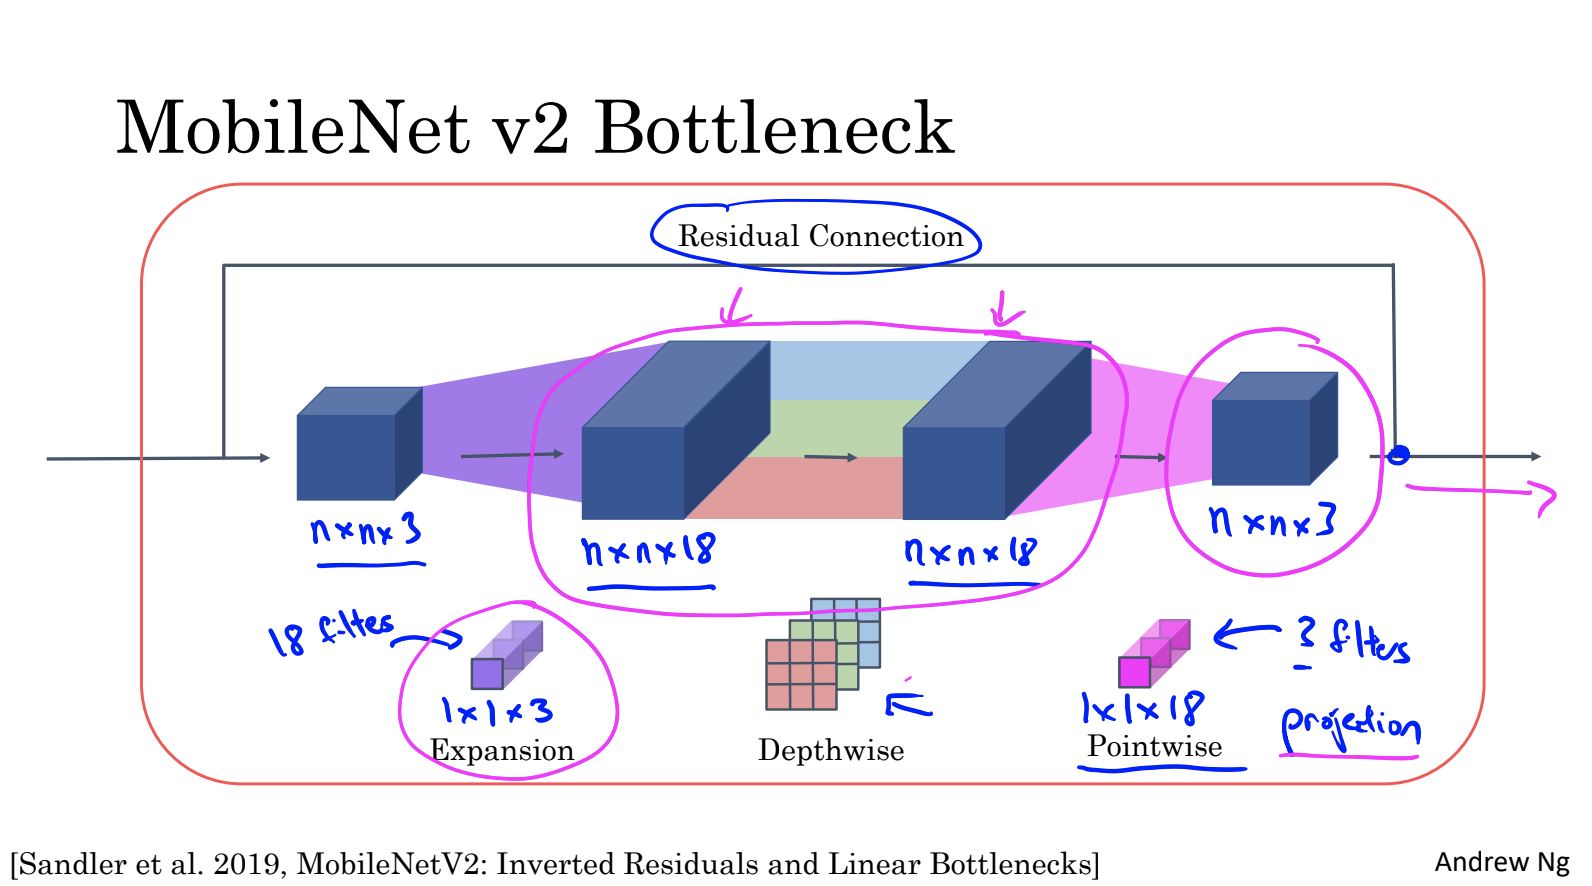 MobileNet v2 Bottleneck
Residual Connection
n×n×3
n×n×18
n×n×18
n×n×3
18 filtes
3 filters
1×1×3
1×1×18
projection
Expansion
Depthwise
Pointwise
[Sandler et al. 2019, MobileNetV2: Inverted Residuals and Linear Bottlenecks]
Andrew Ng